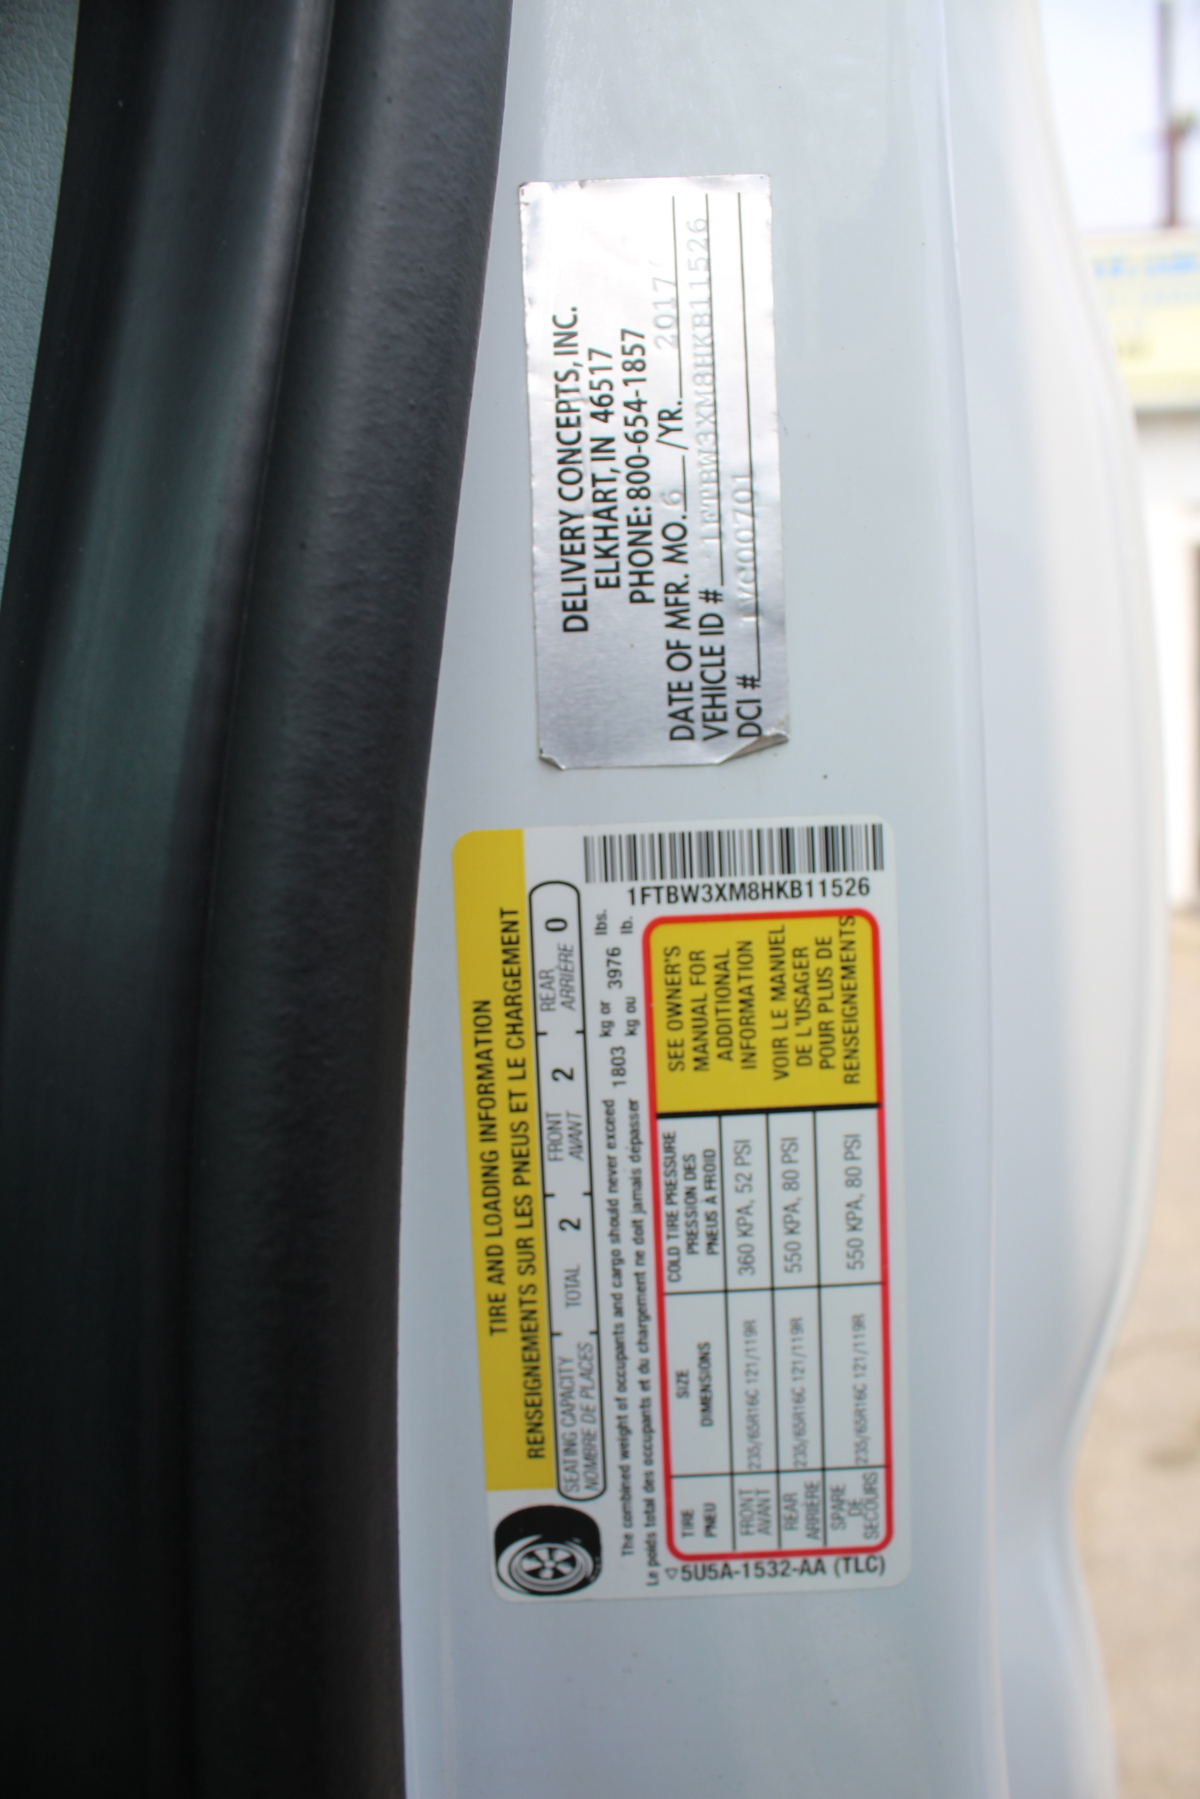 DELIVERY CONCEPTS, INC.
ELKHART, IN 46517
PHONE: 800-654-1857
DATE OF MFR. MO. 6 /YR. 2017
VEHICLE ID # 1FTBW3XM8HKB11526
DCI #
TIRE AND LOADING INFORMATION
RENSEIGNEMENTS SUR LES PNEUS ET LE CHARGEMENT
SEATING CAPACITY TOTAL 2 FRONT 2 REAR 0
NOMBRE DE PLACES AVANT ARRIÈRE
The combined weight of occupants and cargo should never exceed 1803 kg or 3976 lbs.
Le poids total des occupants et du chargement ne doit jamais dépasser kg ou lb.
TIRE SIZE COLD TIRE PRESSURE
PNEU DIMENSIONS PRESSION DES
PNEUS À FROID
FRONT 235/65R16C 121/119R 360 KPA, 52 PSI
AVANT
REAR 235/65R16C 121/119R 550 KPA, 80 PSI
ARRIÈRE
SPARE 235/65R16C 121/119R 550 KPA, 80 PSI
DE
SECOURS
SEE OWNER'S
MANUAL FOR
ADDITIONAL
INFORMATION
VOIR LE MANUEL
DE L'USAGER
POUR PLUS DE
RENSEIGNEMENTS
5U5A-1532-AA (TLC)
1FTBW3XM8HKB11526